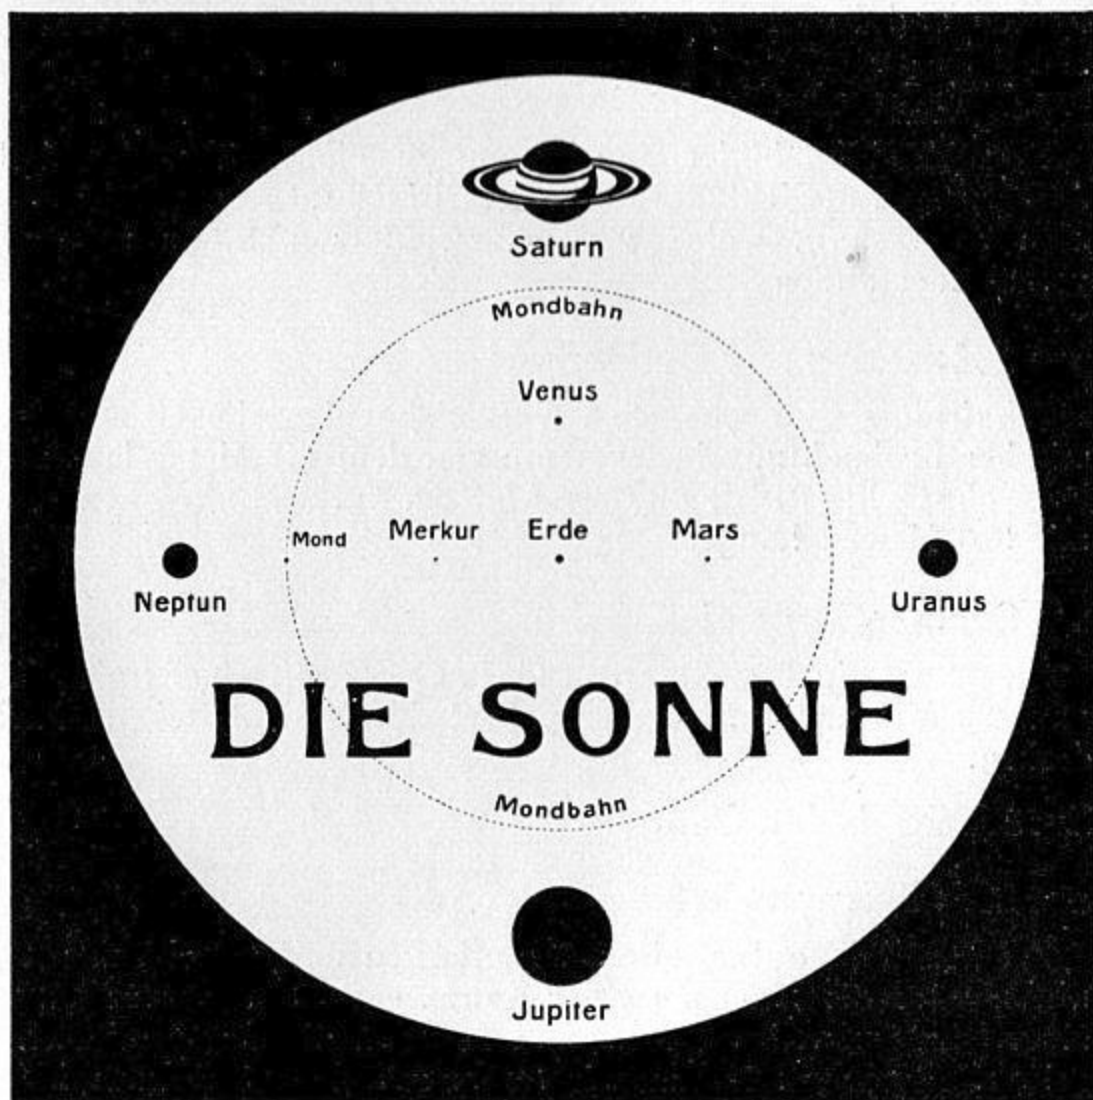 Saturn
Mondbahn
Venus
Mond Merkur Erde Mars
Neptun Uranus
DIE SONNE
Mondbahn
Jupiter